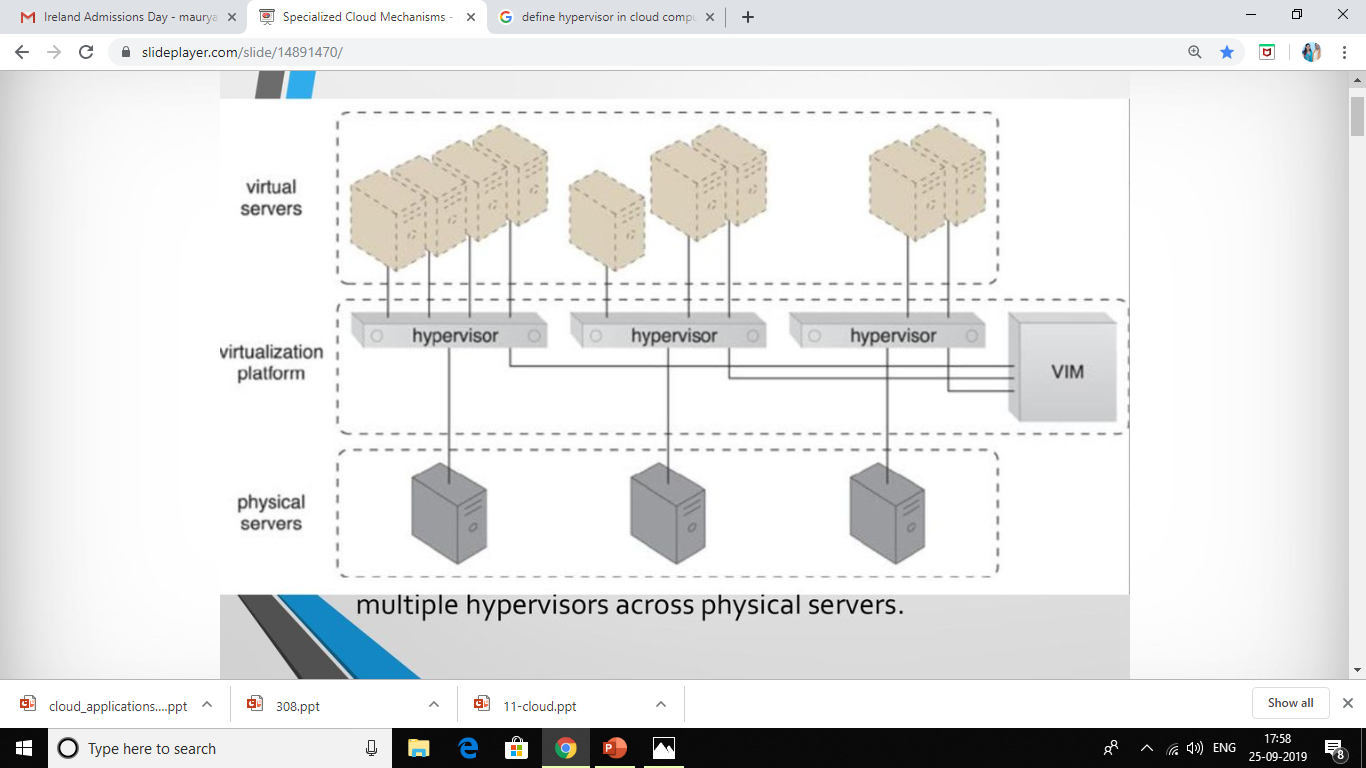 Ireland Admissions Day - maurya
Specialized Cloud Mechanisms -
define hypervisor in cloud compu
slideplayer.com/slide/14891470/
virtual
servers
hypervisor
hypervisor
hypervisor
virtualization
platform
VIM
physical
servers
multiple hypervisors across physical servers.
cloud_applications....ppt
308.ppt
11-cloud.ppt
Show all
Type here to search
ENG
17:58
25-09-2019
8